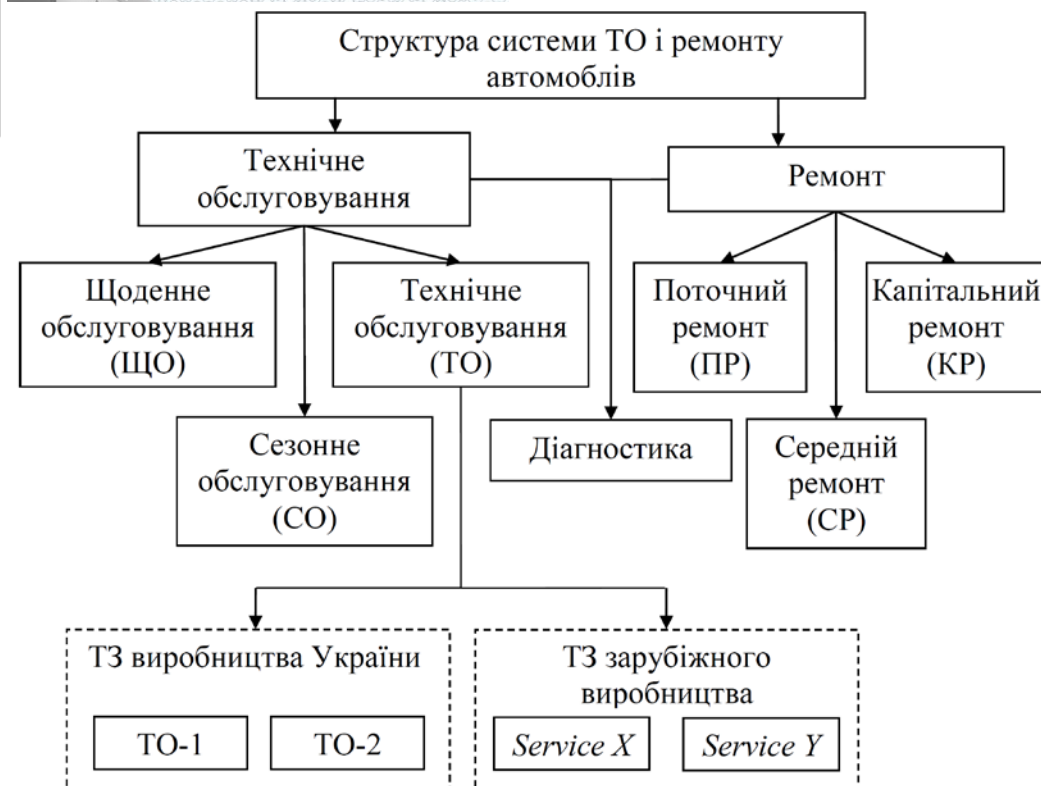 Структура системи ТО і ремонту
автомоблів
Технічне
обслуговування
Ремонт
Щоденне
обслуговування
(ЩО)
Технічне
обслуговування
(ТО)
Поточний
ремонт
(ПР)
Капітальний
ремонт
(КР)
Сезонне
обслуговування
(СО)
Діагностика
Середній
ремонт
(СР)
ТЗ виробництва України
ТО-1
ТО-2
ТЗ зарубіжного
виробництва
Service X
Service Y